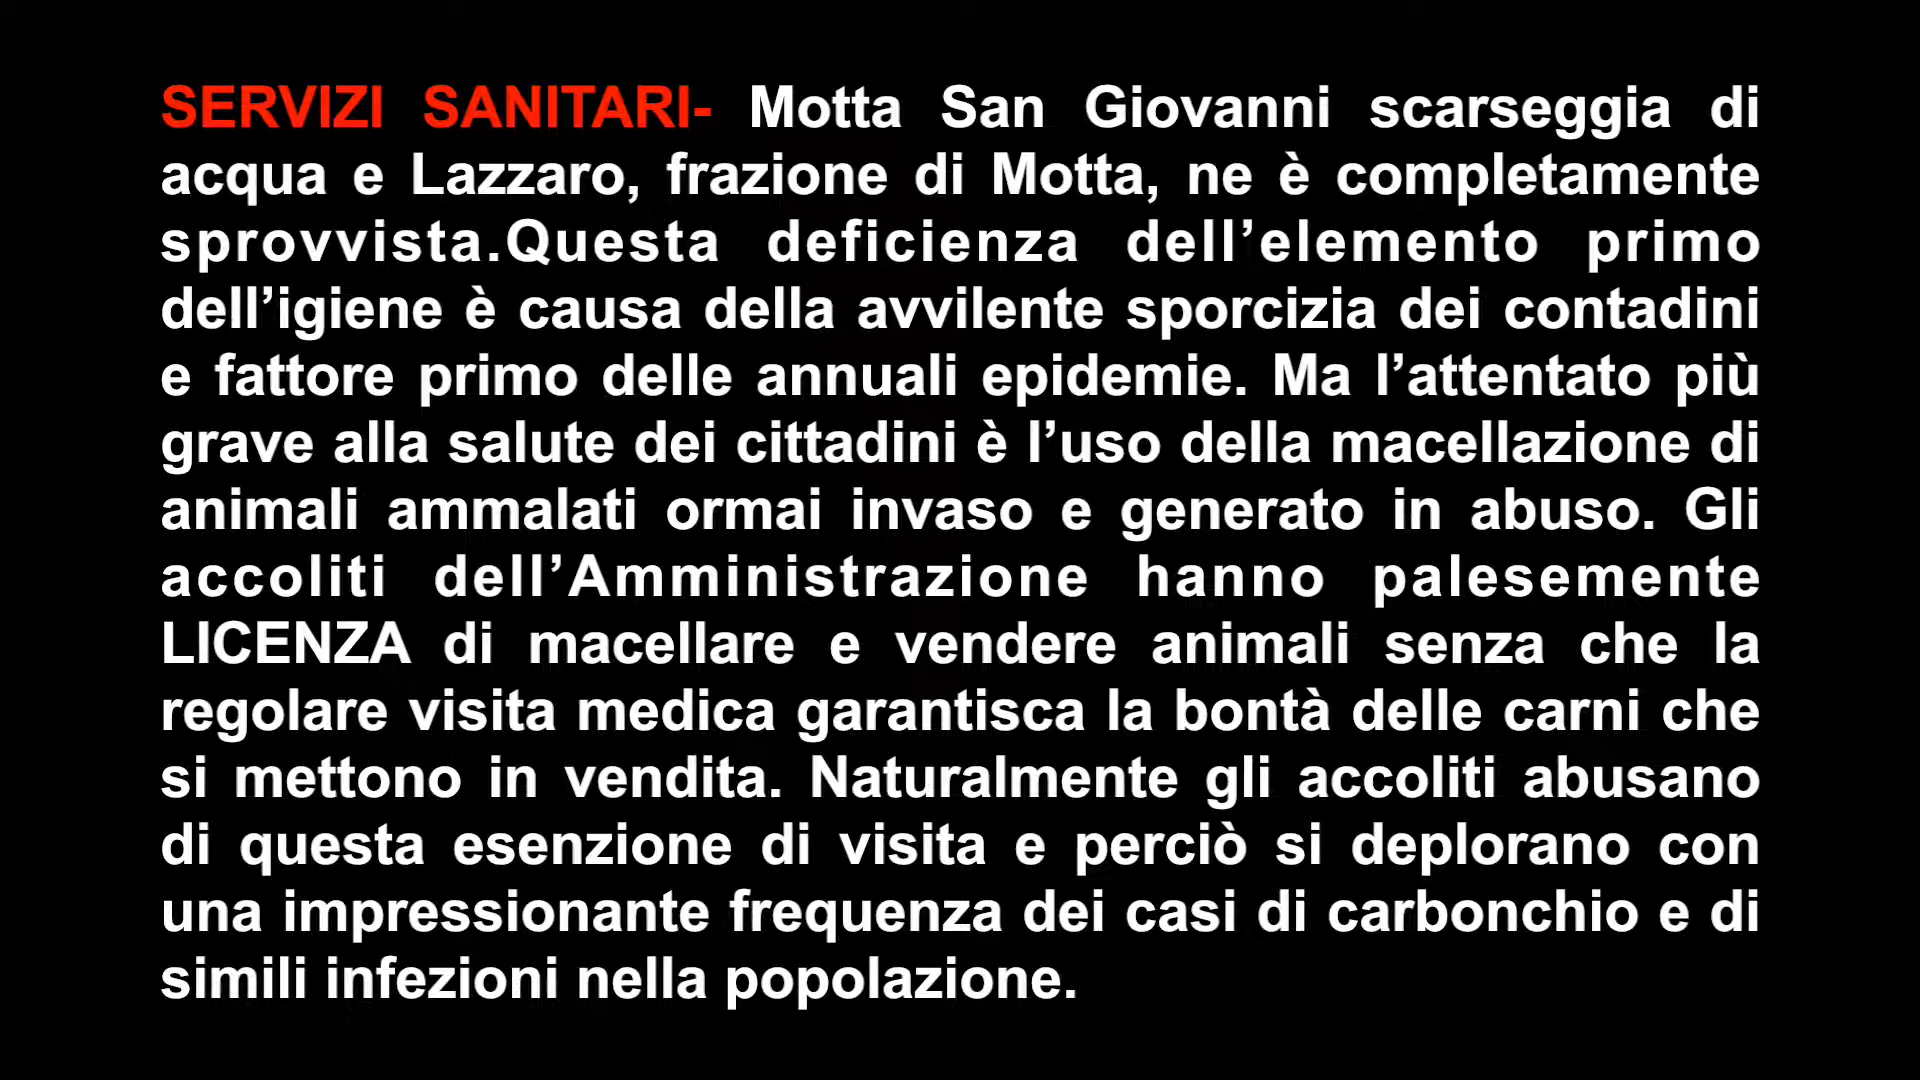 SERVIZI SANITARI- Motta San Giovanni scarseggia di
acqua e Lazzaro, frazione di Motta, ne è completamente
sprovvista.Questa deficienza dell’elemento primo
dell’igiene è causa della avvilente sporcizia dei contadini
e fattore primo delle annuali epidemie. Ma l’attentato più
grave alla salute dei cittadini è l’uso della macellazione di
animali ammalati ormai invaso e generato in abuso. Gli
accoliti dell’Amministrazione hanno palesemente
LICENZA di macellare e vendere animali senza che la
regolare visita medica garantisca la bontà delle carni che
si mettono in vendita. Naturalmente gli accoliti abusano
di questa esenzione di visita e perciò si deplorano con
una impressionante frequenza dei casi di carbonchio e di
simili infezioni nella popolazione.